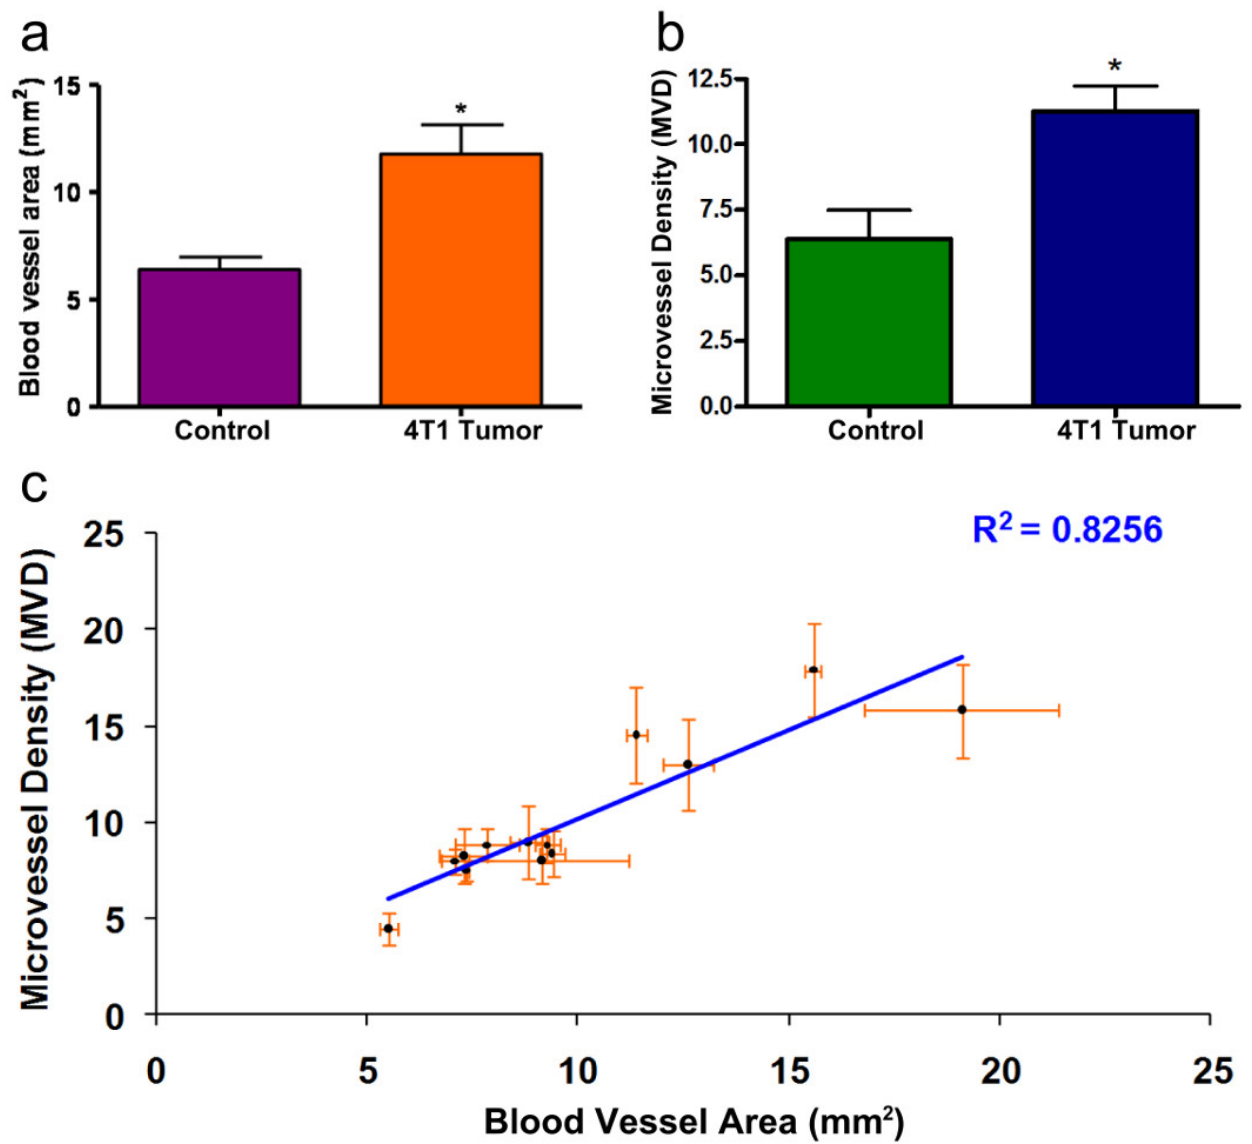 a
Blood vessel area (mm²)
15
10
5
0
*
Control
4T1 Tumor
b
Microvessel Density (MVD)
12.5
10.0
7.5
5.0
2.5
0.0
*
Control
4T1 Tumor
c
R² = 0.8256
Microvessel Density (MVD)
25
20
15
10
5
0
0 5 10 15 20 25
Blood Vessel Area (mm²)